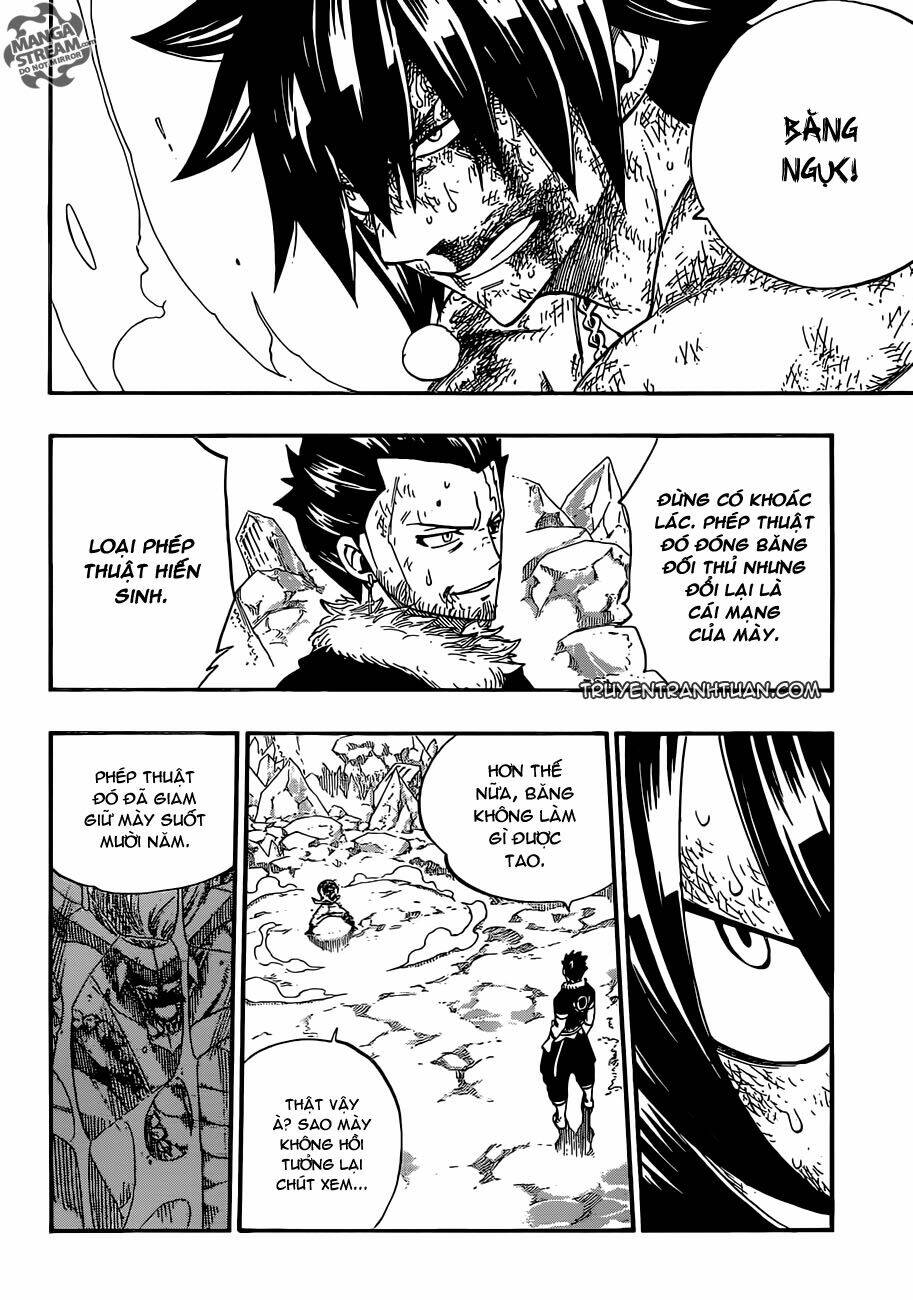 MANGA
STREAM.com
DO NOT MIRROR!
BĂNG
NGỤC!
ĐỪNG CÓ KHOÁC
LÁC. PHÉP THUẬT
ĐÓ ĐÓNG BĂNG
ĐỐI THỦ NHƯNG
ĐỔI LẠI LÀ
CÁI MẠNG
CỦA MÀY.
LOẠI PHÉP
THUẬT HIẾN
SINH.
TRUYENTRANHTUAN.COM
HƠN THẾ
NỮA, BĂNG
KHÔNG LÀM
GÌ ĐƯỢC
TAO.
THẬT VẬY
À? SAO MÀY
KHÔNG HỒI
TƯỞNG LẠI
CHÚT XEM...
PHÉP THUẬT
ĐÓ ĐÃ GIAM
GIỮ MÀY SUỐT
MƯỜI NĂM.